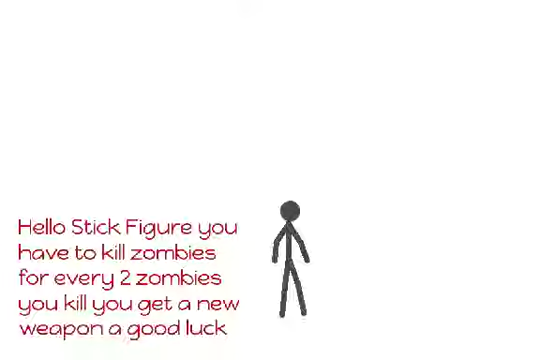 Hello Stick Figure you
have to kill zombies
for every 2 zombies
you kill you get a new
weapon a good luck